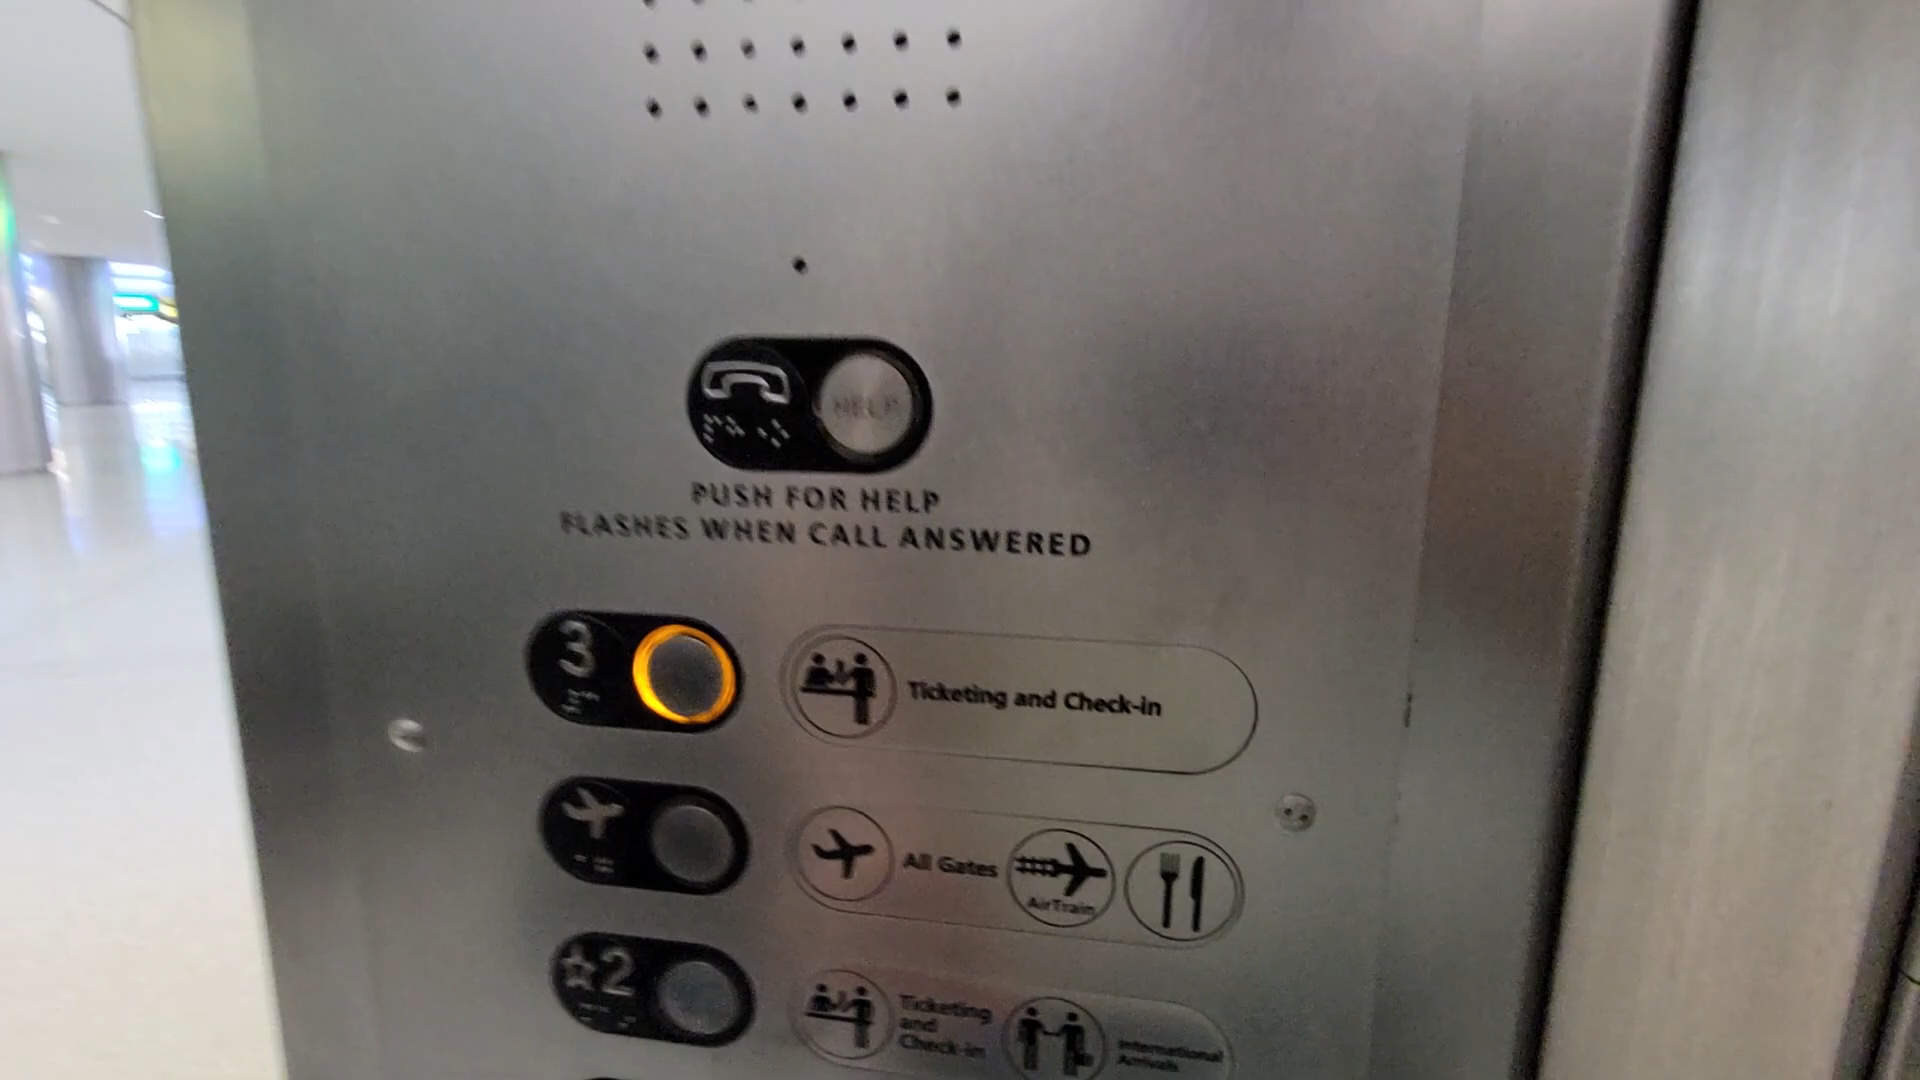 HELP
PUSH FOR HELP
FLASHES WHEN CALL ANSWERED
3
Ticketing and Check-in
All Gates
AirTrain
☆2
Ticketing
and
Check-in
International
Arrivals